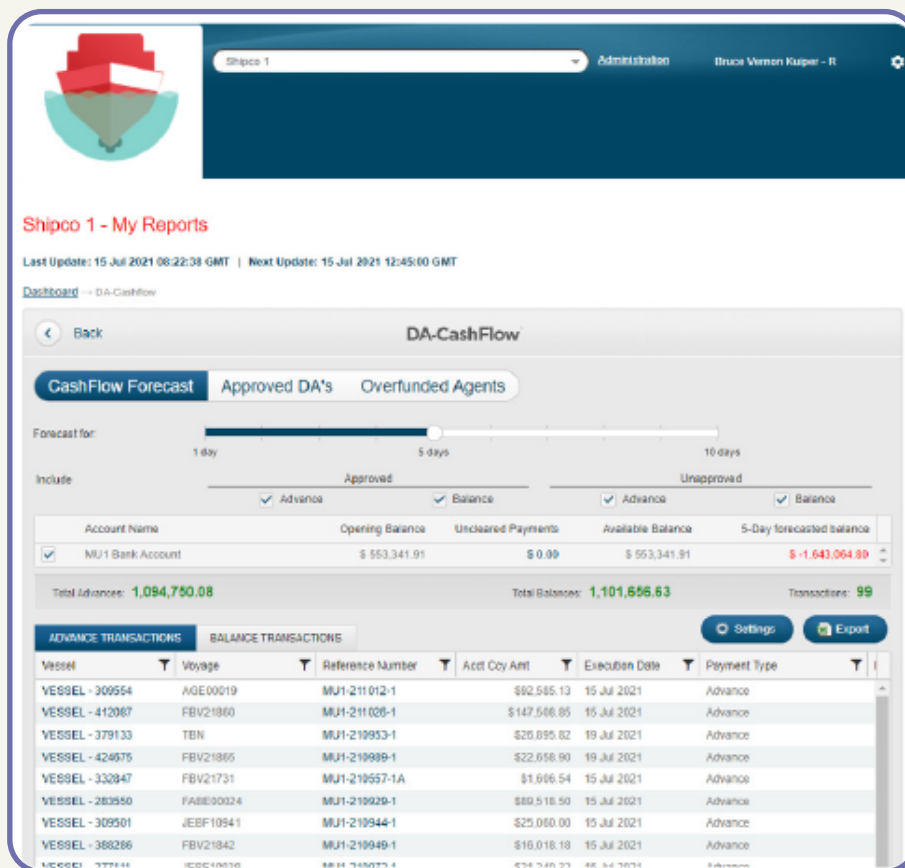 Shipco 1 Administration Bruce Vernon Kuiper - R
Shipco 1 - My Reports
Last Update: 15 Jul 2021 08:22:38 GMT | Next Update: 15 Jul 2021 12:45:00 GMT
Dashboard → DA-Cashflow
Back DA-CashFlow
CashFlow Forecast Approved DA's Overfunded Agents
Forecast for:
1 day 5 days 10 days
Include Approved Unapproved
Advance Balance Advance Balance
Account Name Opening Balance Uncleared Payments Available Balance 5-Day forecasted balance
MU1 Bank Account $ 553,341.91 $ 0.00 $ 553,341.91 $ -1,643,064.80
Total Advances: 1,094,750.08 Total Balances: 1,101,656.63 Transactions: 99
ADVANCE TRANSACTIONS BALANCE TRANSACTIONS Settings Export
Vessel Voyage Reference Number Acct Ccy Amt Execution Date Payment Type
VESSEL - 309554 AGE00019 MU1-211012-1 $92,585.13 15 Jul 2021 Advance
VESSEL - 412087 FBV21860 MU1-211026-1 $147,508.85 15 Jul 2021 Advance
VESSEL - 379133 TBN MU1-210953-1 $26,895.82 19 Jul 2021 Advance
VESSEL - 424675 FBV21865 MU1-210989-1 $22,658.90 19 Jul 2021 Advance
VESSEL - 332847 FBV21731 MU1-210557-1A $1,606.54 15 Jul 2021 Advance
VESSEL - 283550 FABE00024 MU1-210929-1 $89,518.50 15 Jul 2021 Advance
VESSEL - 309501 JEBF10941 MU1-210944-1 $25,060.00 15 Jul 2021 Advance
VESSEL - 388286 FBV21842 MU1-210949-1 $16,018.18 15 Jul 2021 Advance